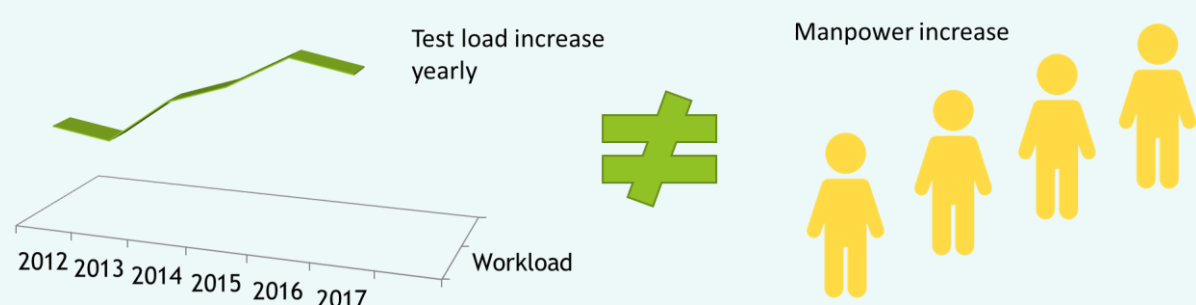 Test load increase
yearly
Manpower increase
≠
Workload
2012 2013 2014 2015 2016 2017